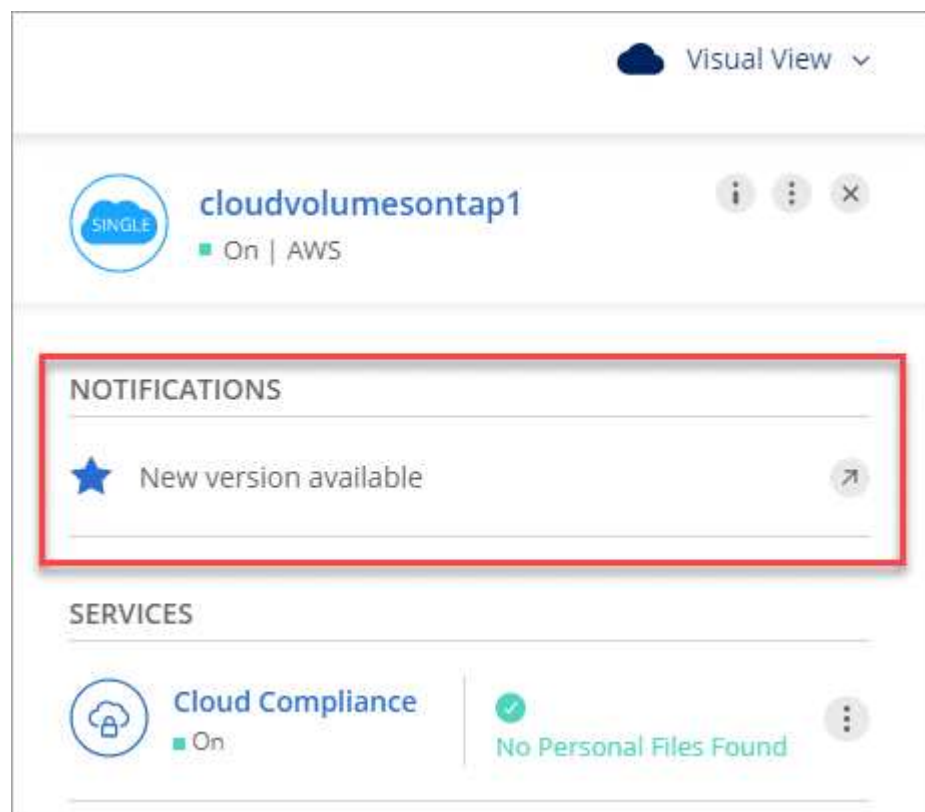 Visual View
SINGLE
cloudvolumesontap1
On | AWS
NOTIFICATIONS
New version available
SERVICES
Cloud Compliance
On
No Personal Files Found